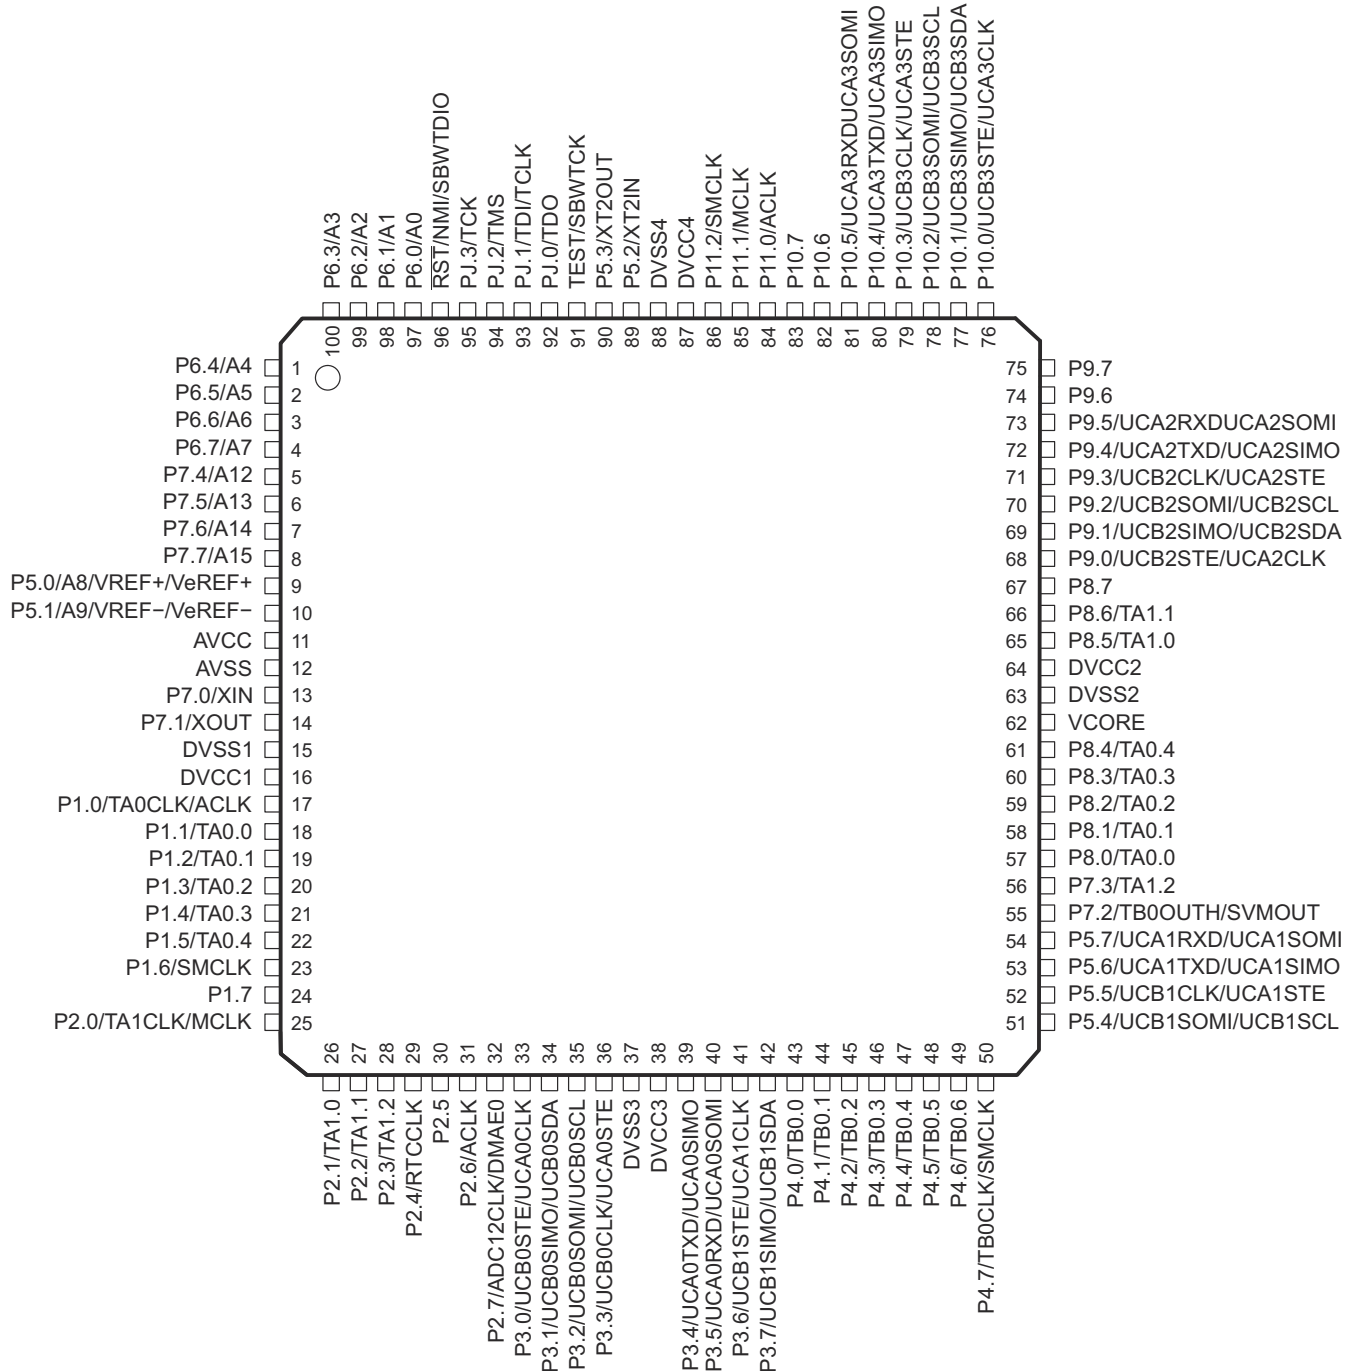 P6.3/A3
P6.2/A2
P6.1/A1
P6.0/A0
RST/NMI/SBWTDIO
PJ.3/TCK
PJ.2/TMS
PJ.1/TDI/TCLK
PJ.0/TDO
TEST/SBWTCK
P5.3/XT2OUT
P5.2/XT2IN
DVSS4
DVCC4
P11.2/SMCLK
P11.1/MCLK
P11.0/ACLK
P10.7
P10.6
P10.5/UCA3RXDUCA3SOMI
P10.4/UCA3TXD/UCA3SIMO
P10.3/UCB3CLK/UCA3STE
P10.2/UCB3SOMI/UCB3SCL
P10.1/UCB3SIMO/UCB3SDA
P10.0/UCB3STE/UCA3CLK
100
99
98
97
96
95
94
93
92
91
90
89
88
87
86
85
84
83
82
81
80
79
78
77
76
P6.4/A4 1
P6.5/A5 2
P6.6/A6 3
P6.7/A7 4
P7.4/A12 5
P7.5/A13 6
P7.6/A14 7
P7.7/A15 8
P5.0/A8/VREF+/VeREF+ 9
P5.1/A9/VREF−/VeREF− 10
AVCC 11
AVSS 12
P7.0/XIN 13
P7.1/XOUT 14
DVSS1 15
DVCC1 16
P1.0/TA0CLK/ACLK 17
P1.1/TA0.0 18
P1.2/TA0.1 19
P1.3/TA0.2 20
P1.4/TA0.3 21
P1.5/TA0.4 22
P1.6/SMCLK 23
P1.7 24
P2.0/TA1CLK/MCLK 25
75 P9.7
74 P9.6
73 P9.5/UCA2RXDUCA2SOMI
72 P9.4/UCA2TXD/UCA2SIMO
71 P9.3/UCB2CLK/UCA2STE
70 P9.2/UCB2SOMI/UCB2SCL
69 P9.1/UCB2SIMO/UCB2SDA
68 P9.0/UCB2STE/UCA2CLK
67 P8.7
66 P8.6/TA1.1
65 P8.5/TA1.0
64 DVCC2
63 DVSS2
62 VCORE
61 P8.4/TA0.4
60 P8.3/TA0.3
59 P8.2/TA0.2
58 P8.1/TA0.1
57 P8.0/TA0.0
56 P7.3/TA1.2
55 P7.2/TB0OUTH/SVMOUT
54 P5.7/UCA1RXD/UCA1SOMI
53 P5.6/UCA1TXD/UCA1SIMO
52 P5.5/UCB1CLK/UCA1STE
51 P5.4/UCB1SOMI/UCB1SCL
26
27
28
29
30
31
32
33
34
35
36
37
38
39
40
41
42
43
44
45
46
47
48
49
50
P2.1/TA1.0
P2.2/TA1.1
P2.3/TA1.2
P2.4/RTCCLK
P2.5
P2.6/ACLK
P2.7/ADC12CLK/DMAE0
P3.0/UCB0STE/UCA0CLK
P3.1/UCB0SIMO/UCB0SDA
P3.2/UCB0SOMI/UCB0SCL
P3.3/UCB0CLK/UCA0STE
DVSS3
DVCC3
P3.4/UCA0TXD/UCA0SIMO
P3.5/UCA0RXD/UCA0SOMI
P3.6/UCB1STE/UCA1CLK
P3.7/UCB1SIMO/UCB1SDA
P4.0/TB0.0
P4.1/TB0.1
P4.2/TB0.2
P4.3/TB0.3
P4.4/TB0.4
P4.5/TB0.5
P4.6/TB0.6
P4.7/TB0CLK/SMCLK